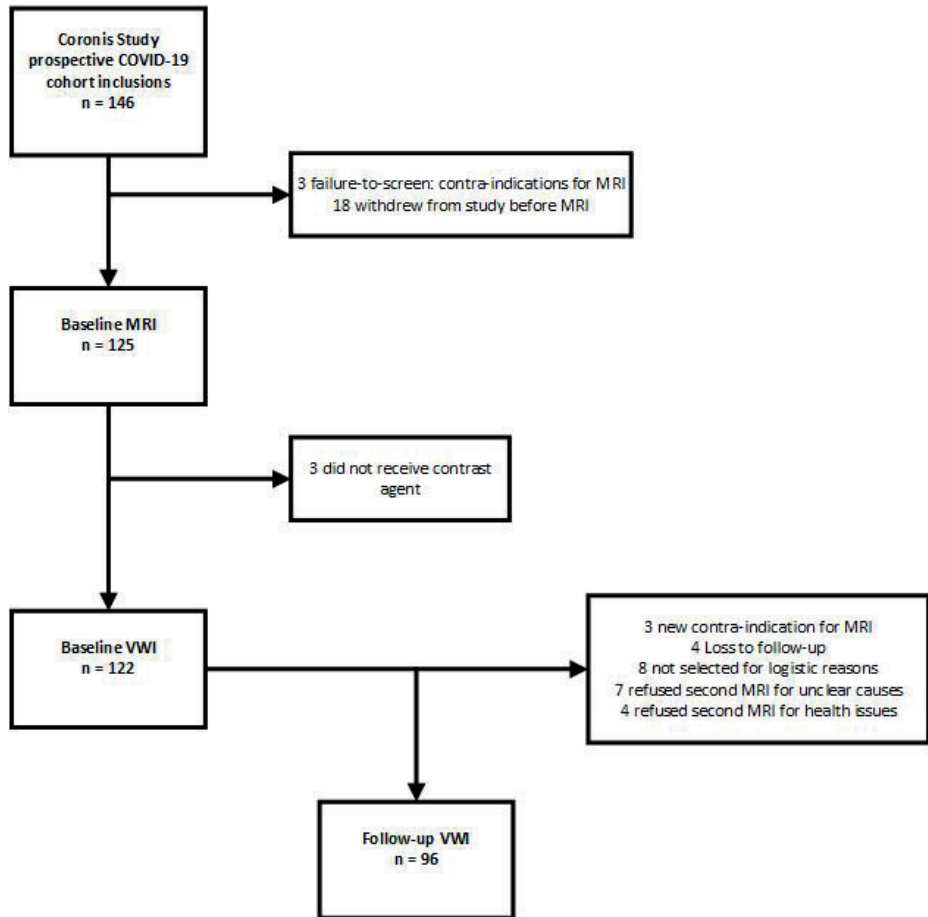 Coronis Study
prospective COVID-19
cohort inclusions
n = 146
3 failure-to-screen: contra-indications for MRI
18 withdrew from study before MRI
Baseline MRI
n = 125
3 did not receive contrast
agent
Baseline VWI
n = 122
3 new contra-indication for MRI
4 Loss to follow-up
8 not selected for logistic reasons
7 refused second MRI for unclear causes
4 refused second MRI for health issues
Follow-up VWI
n = 96